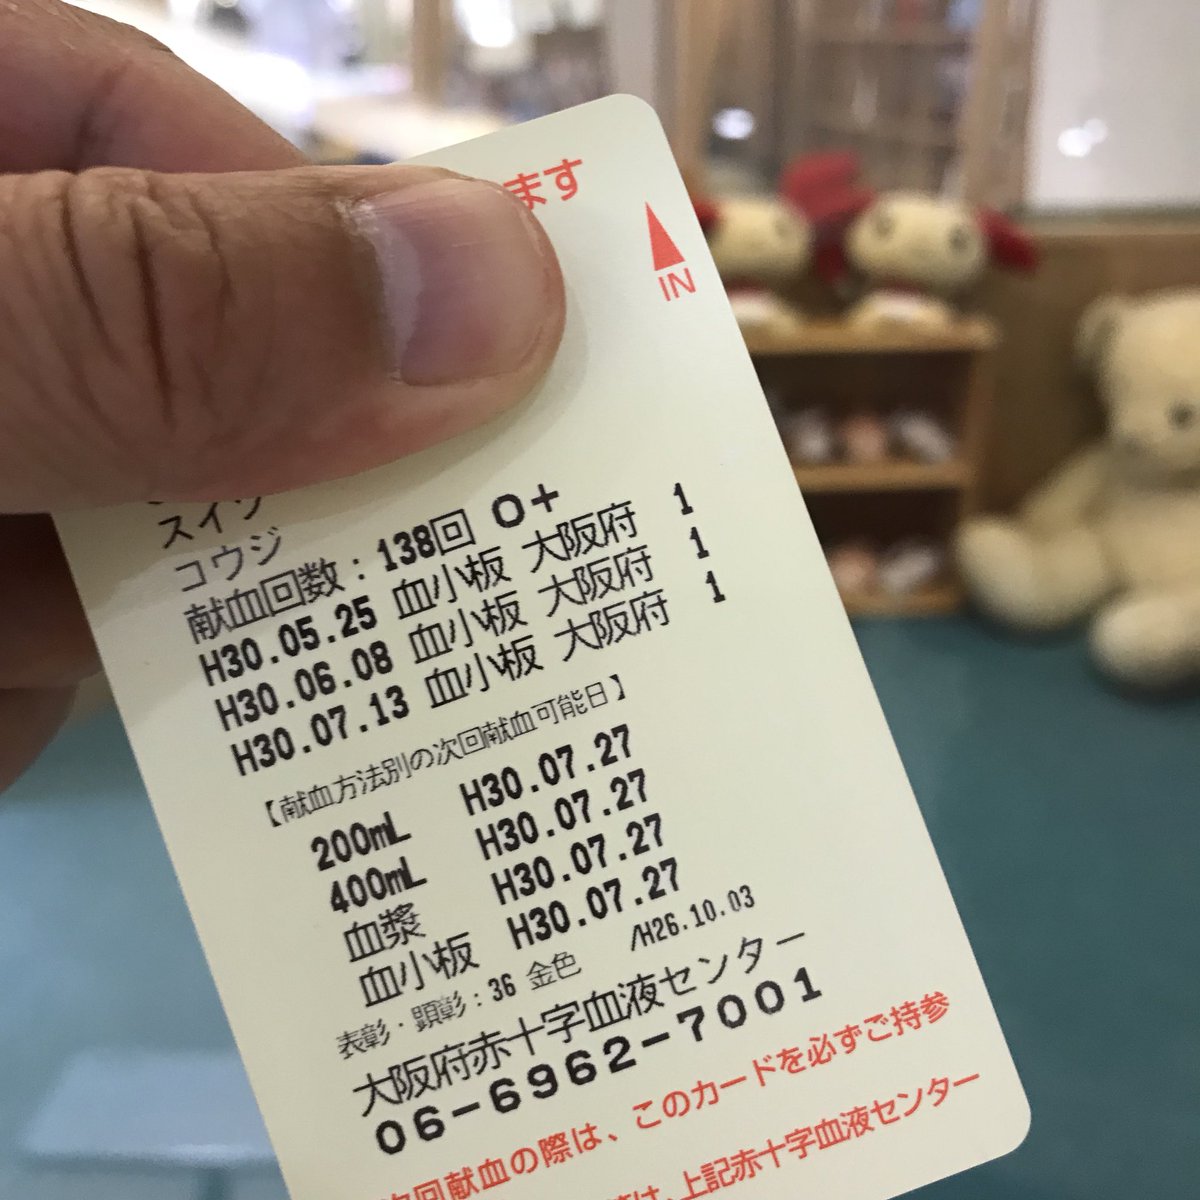 ます
IN
スイ
コウジ
献血回数：138回 O+
H30.05.25 血小板 大阪府 1
H30.06.08 血小板 大阪府 1
H30.07.13 血小板 大阪府 1
【献血方法別の次回献血可能日】
200mL H30.07.27
400mL H30.07.27
血漿 H30.07.27
血小板 H30.07.27
表彰・顕彰：36 金色 /H26.10.03
大阪府赤十字血液センター
06-6962-7001
次回献血の際は、このカードを必ずご持参
は、上記赤十字血液センター